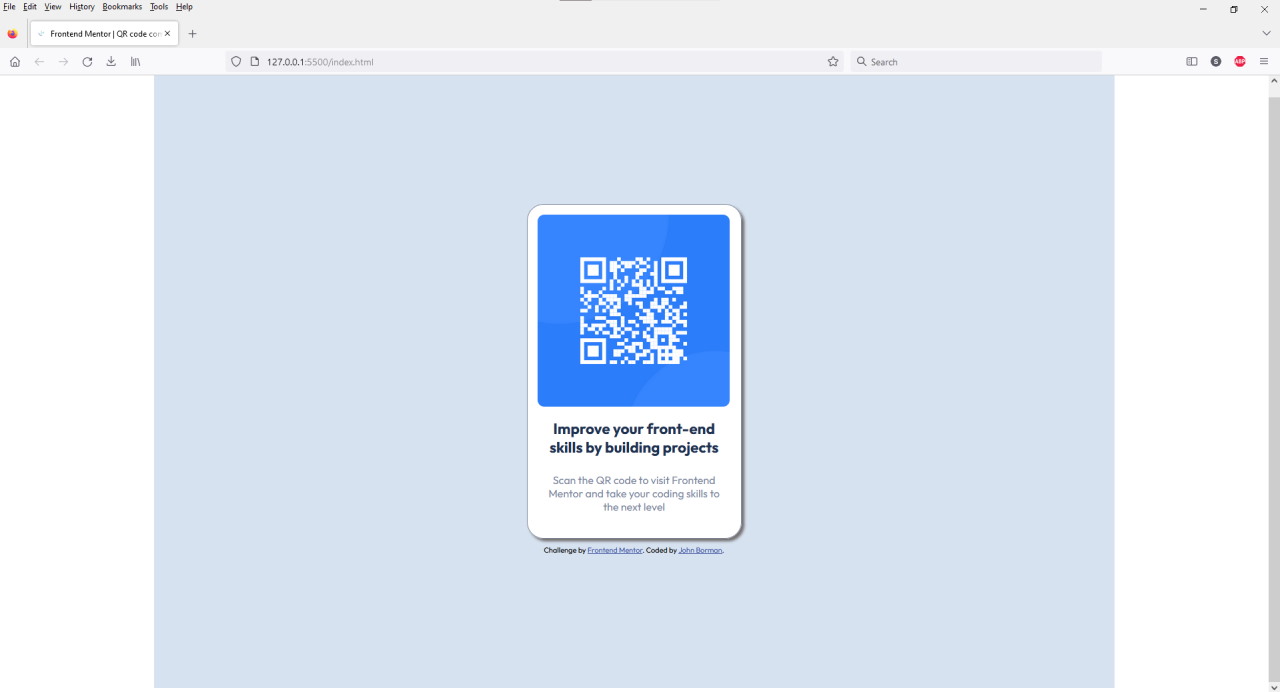 File Edit View History Bookmarks Tools Help
Frontend Mentor | QR code co
127.0.0.1:5500/index.html
Search
S
ABP
Improve your front-end
skills by building projects
Scan the QR code to visit Frontend
Mentor and take your coding skills to
the next level
Challenge by Frontend Mentor. Coded by John Borman.